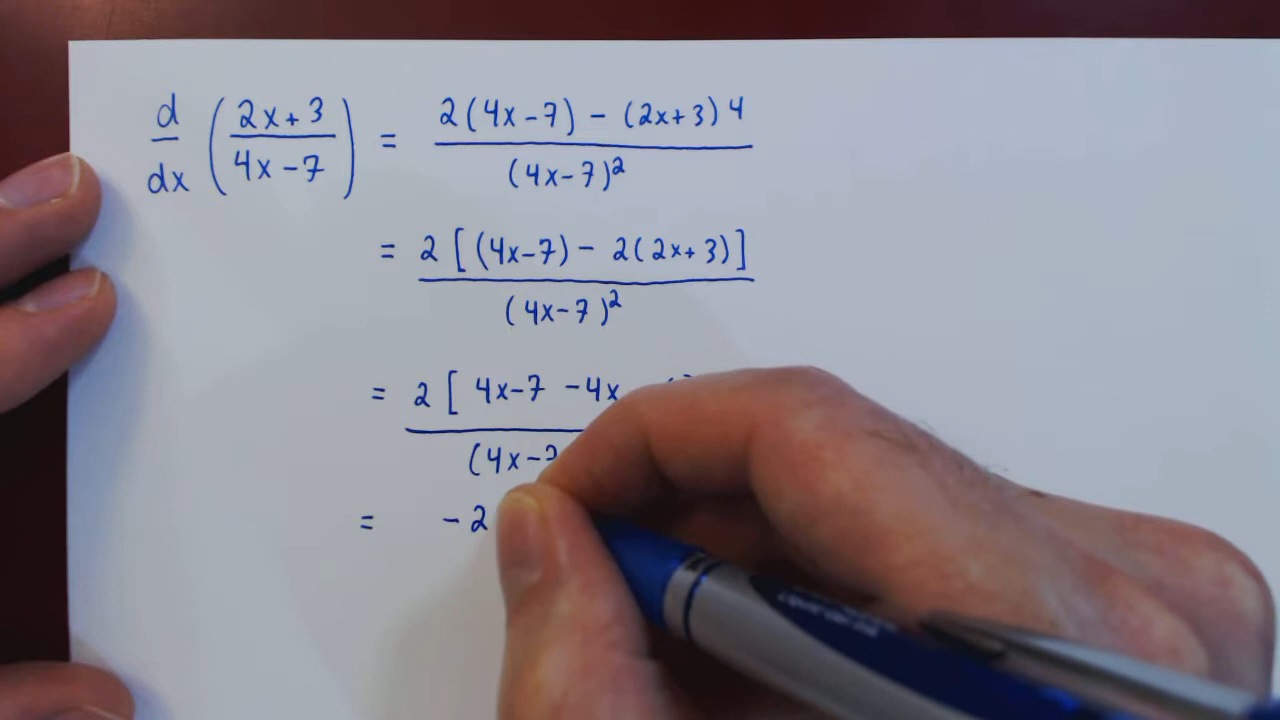 d/dx ( (2x+3)/(4x-7) ) = (2(4x-7) - (2x+3)4)/(4x-7)²
= (2[(4x-7) - 2(2x+3)])/(4x-7)²
= 2[ 4x-7 -4x
(4x-
= -2